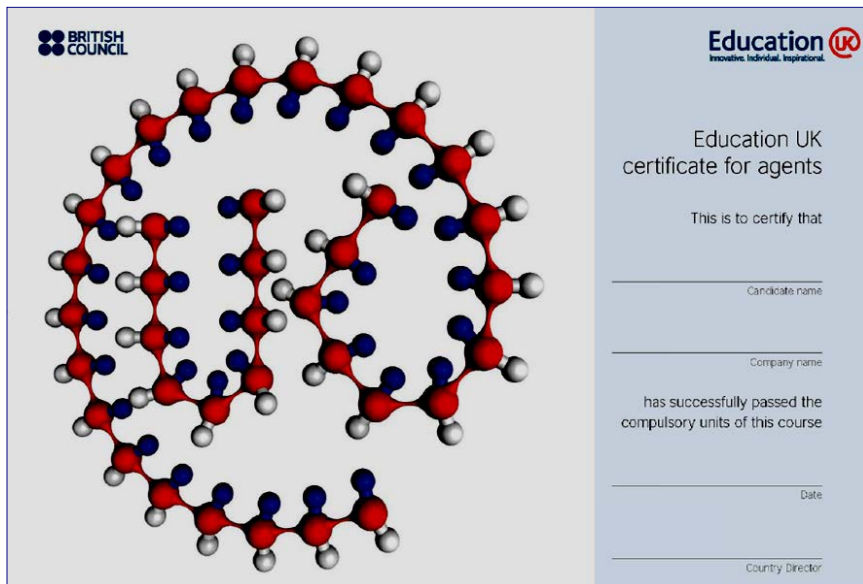 BRITISH
COUNCIL
Education UK
Innovative. Individual. Inspirational.
Education UK
certificate for agents
This is to certify that
Candidate name
Company name
has successfully passed the
compulsory units of this course
Date
Country Director